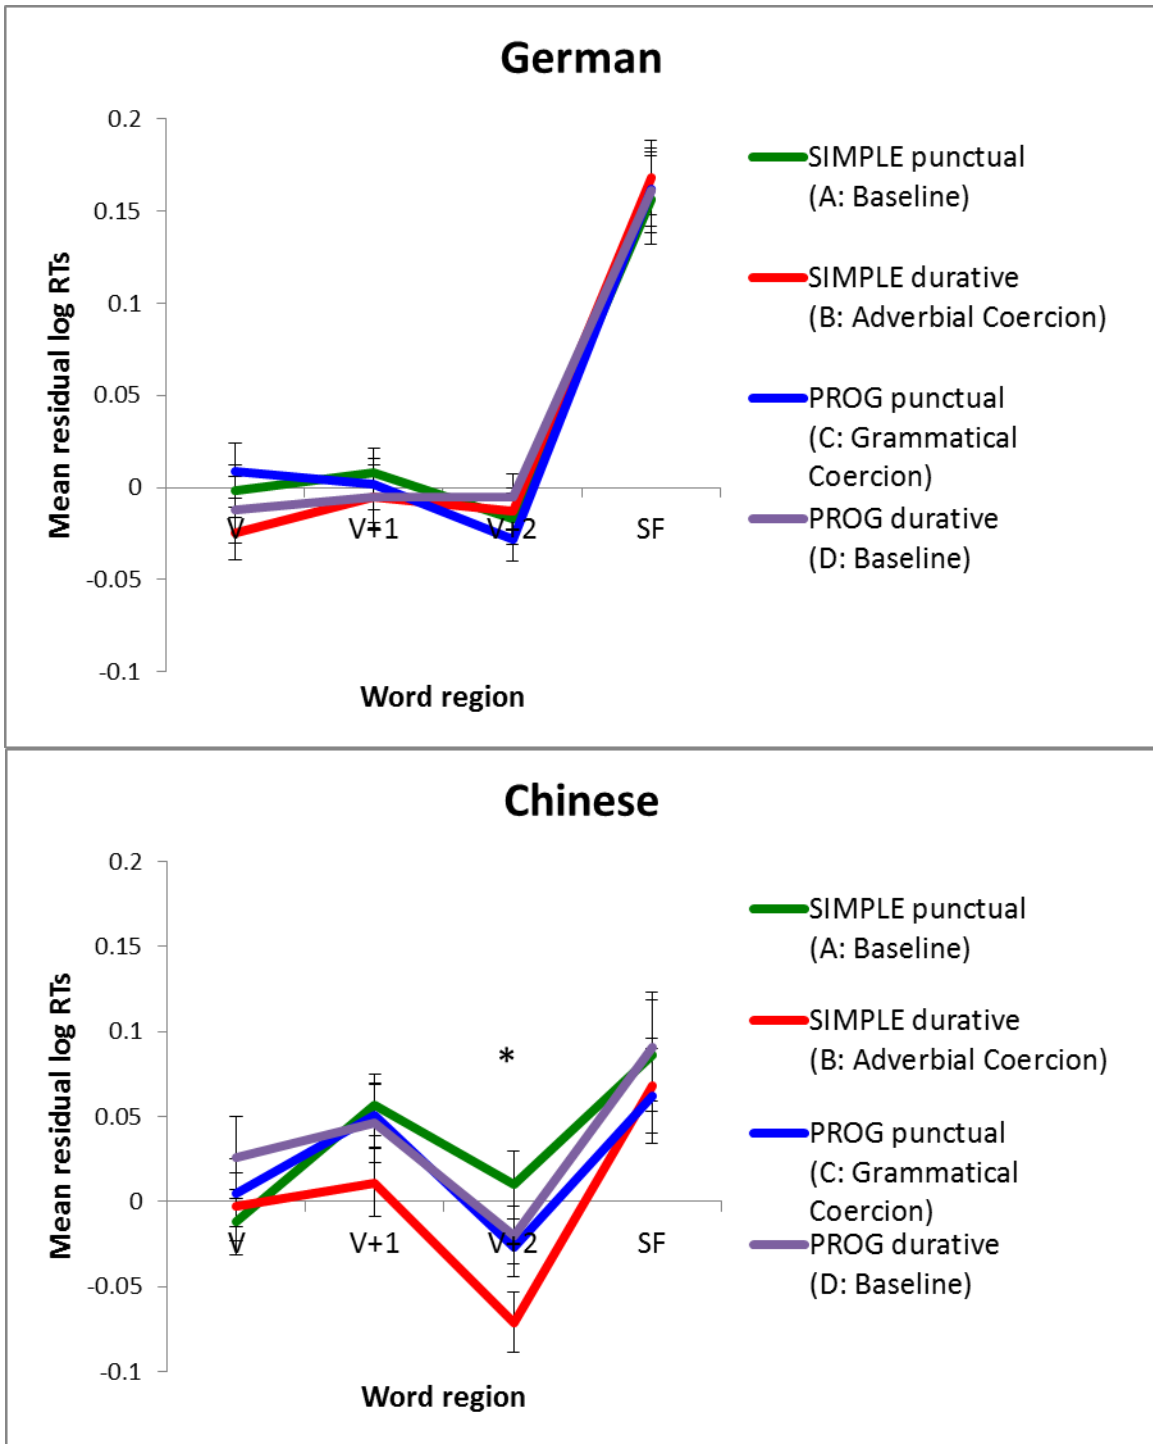 German
0.2
0.15
0.1
0.05
0
-0.05
-0.1
Mean residual log RTs
V
V+1
V+2
SF
Word region
SIMPLE punctual
(A: Baseline)
SIMPLE durative
(B: Adverbial Coercion)
PROG punctual
(C: Grammatical
Coercion)
PROG durative
(D: Baseline)
Chinese
0.2
0.15
0.1
0.05
0
-0.05
-0.1
Mean residual log RTs
*
V
V+1
V+2
SF
Word region
SIMPLE punctual
(A: Baseline)
SIMPLE durative
(B: Adverbial Coercion)
PROG punctual
(C: Grammatical
Coercion)
PROG durative
(D: Baseline)